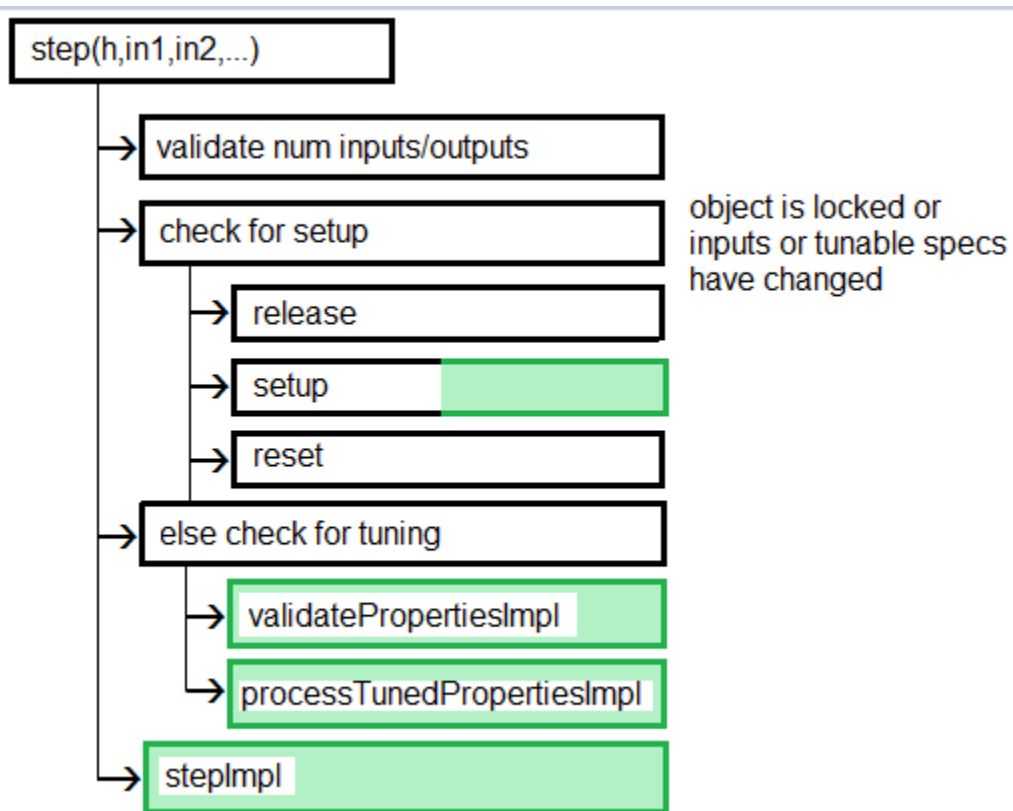 step(h,in1,in2,...)
validate num inputs/outputs
check for setup
object is locked or
inputs or tunable specs
have changed
release
setup
reset
else check for tuning
validatePropertiesImpl
processTunedPropertiesImpl
stepImpl